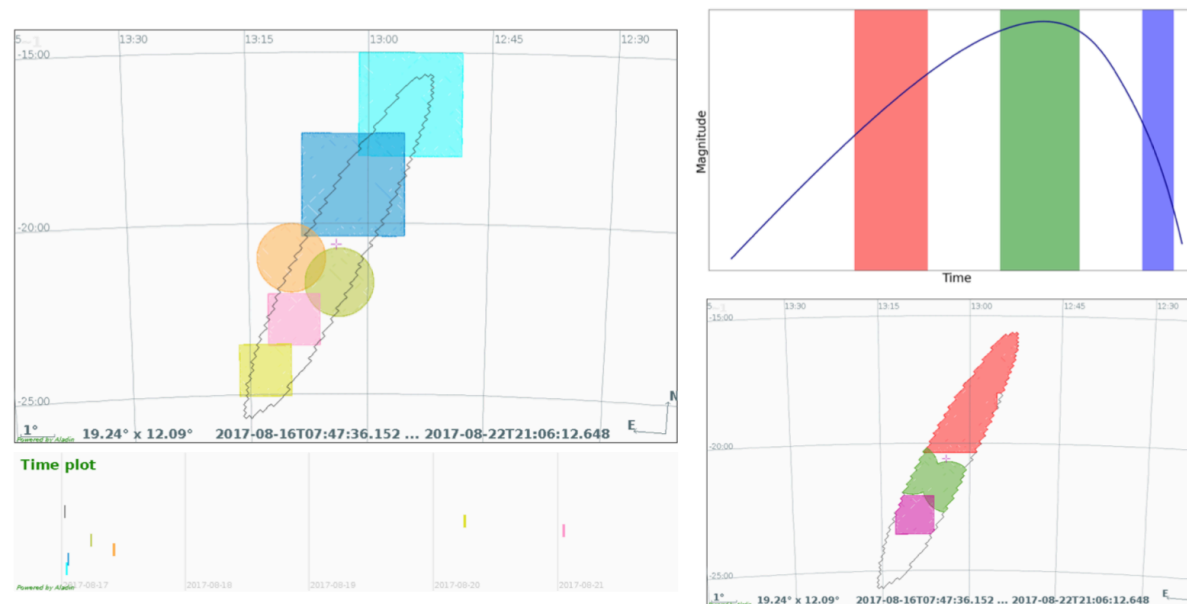 13:30 13:15 13:00 12:45 12:30
-15:00
-20:00
-25:00
N
E
Powered by Aladin
1° 19.24° x 12.09° 2017-08-16T07:47:36.152 ... 2017-08-22T21:06:12.648
Time plot
2017-08-17 2017-08-18 2017-08-19 2017-08-20 2017-08-21
Powered by Aladin
Magnitude
Time
13:30 13:15 13:00 12:45 12:30
-15:00
-20:00
-25:00
E
1° 19.24° x 12.09° 2017-08-16T07:47:36.152 ... 2017-08-22T21:06:12.648